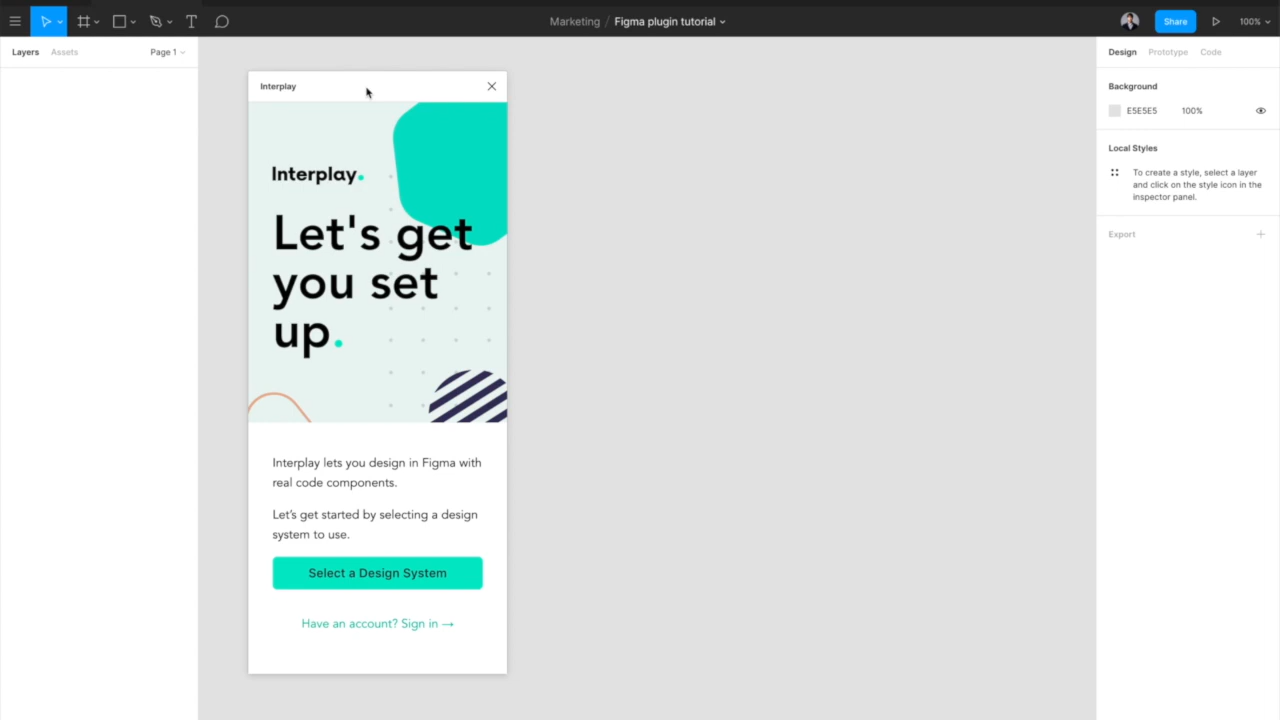 Marketing / Figma plugin tutorial
Share
100%
Layers Assets Page 1
Design Prototype Code
Interplay
Background
E5E5E5 100%
Local Styles
To create a style, select a layer
and click on the style icon in the
inspector panel.
Export
Interplay.
Let's get
you set
up.
Interplay lets you design in Figma with
real code components.
Let's get started by selecting a design
system to use.
Select a Design System
Have an account? Sign in →